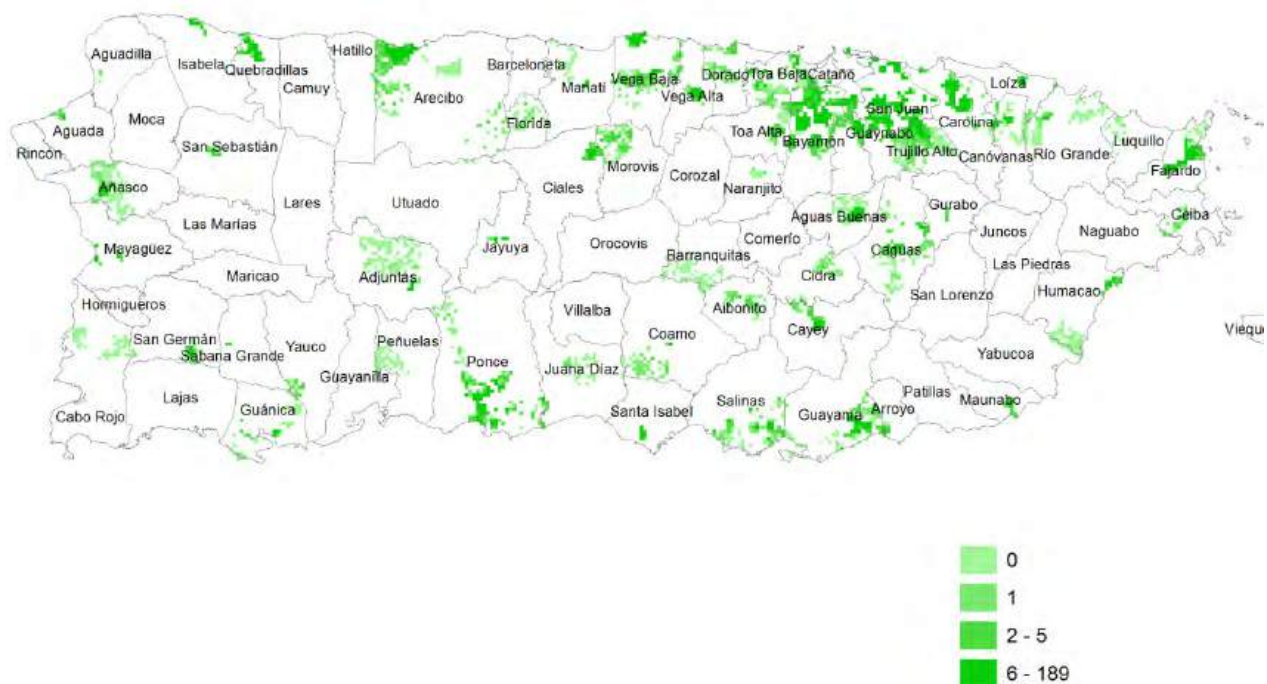 Aguadilla
Isabela
Quebradillas
Camuy
Hatillo
Arecibo
Barceloneta
Florida
Manatí
Vega Baja
Vega Alta
Dorado
Toa Baja
Cataño
San Juan
Loíza
Aguada
Moca
Rincón
San Sebastián
Toa Alta
Bayamón
Guaynabo
Trujillo Alto
Carolina
Canóvanas
Río Grande
Luquillo
Fajardo
Añasco
Las Marías
Lares
Utuado
Ciales
Morovis
Corozal
Naranjito
Aguas Buenas
Gurabo
Juncos
Naguabo
Ceiba
Mayagüez
Maricao
Adjuntas
Jayuya
Orocovis
Barranquitas
Comerío
Cidra
Caguas
Las Piedras
San Lorenzo
Humacao
Hormigueros
San Germán
Sabana Grande
Yauco
Guayanilla
Peñuelas
Ponce
Villalba
Juana Díaz
Coamo
Aibonito
Cayey
Yabucoa
Vieque
Cabo Rojo
Lajas
Guánica
Santa Isabel
Salinas
Guayama
Arroyo
Patillas
Maunabo
0
1
2 - 5
6 - 189